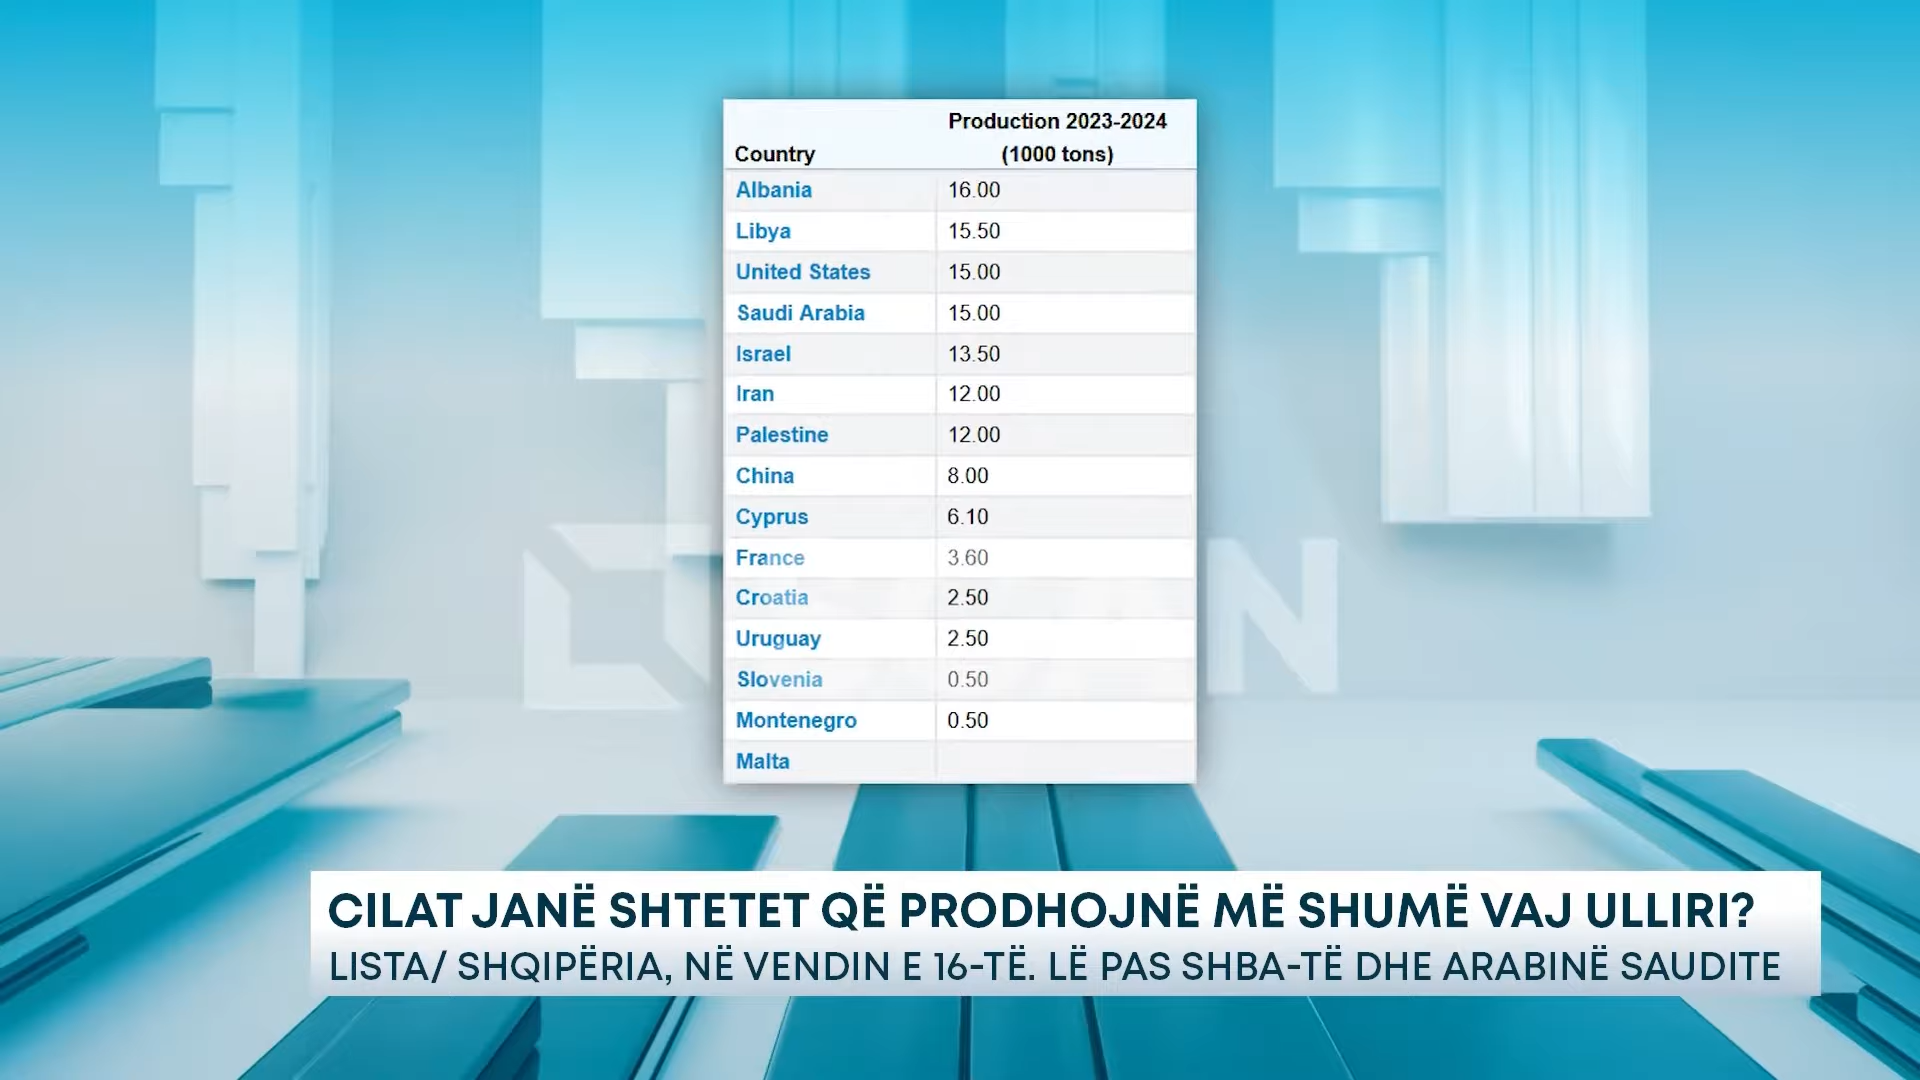 Production 2023-2024
Country (1000 tons)
Albania 16.00
Libya 15.50
United States 15.00
Saudi Arabia 15.00
Israel 13.50
Iran 12.00
Palestine 12.00
China 8.00
Cyprus 6.10
France 3.60
Croatia 2.50
Uruguay 2.50
Slovenia 0.50
Montenegro 0.50
Malta
CILAT JANË SHTETET QË PRODHOJNË MË SHUMË VAJ ULLIRI?
LISTA/ SHQIPËRIA, NË VENDIN E 16-TË. LË PAS SHBA-TË DHE ARABINË SAUDITE